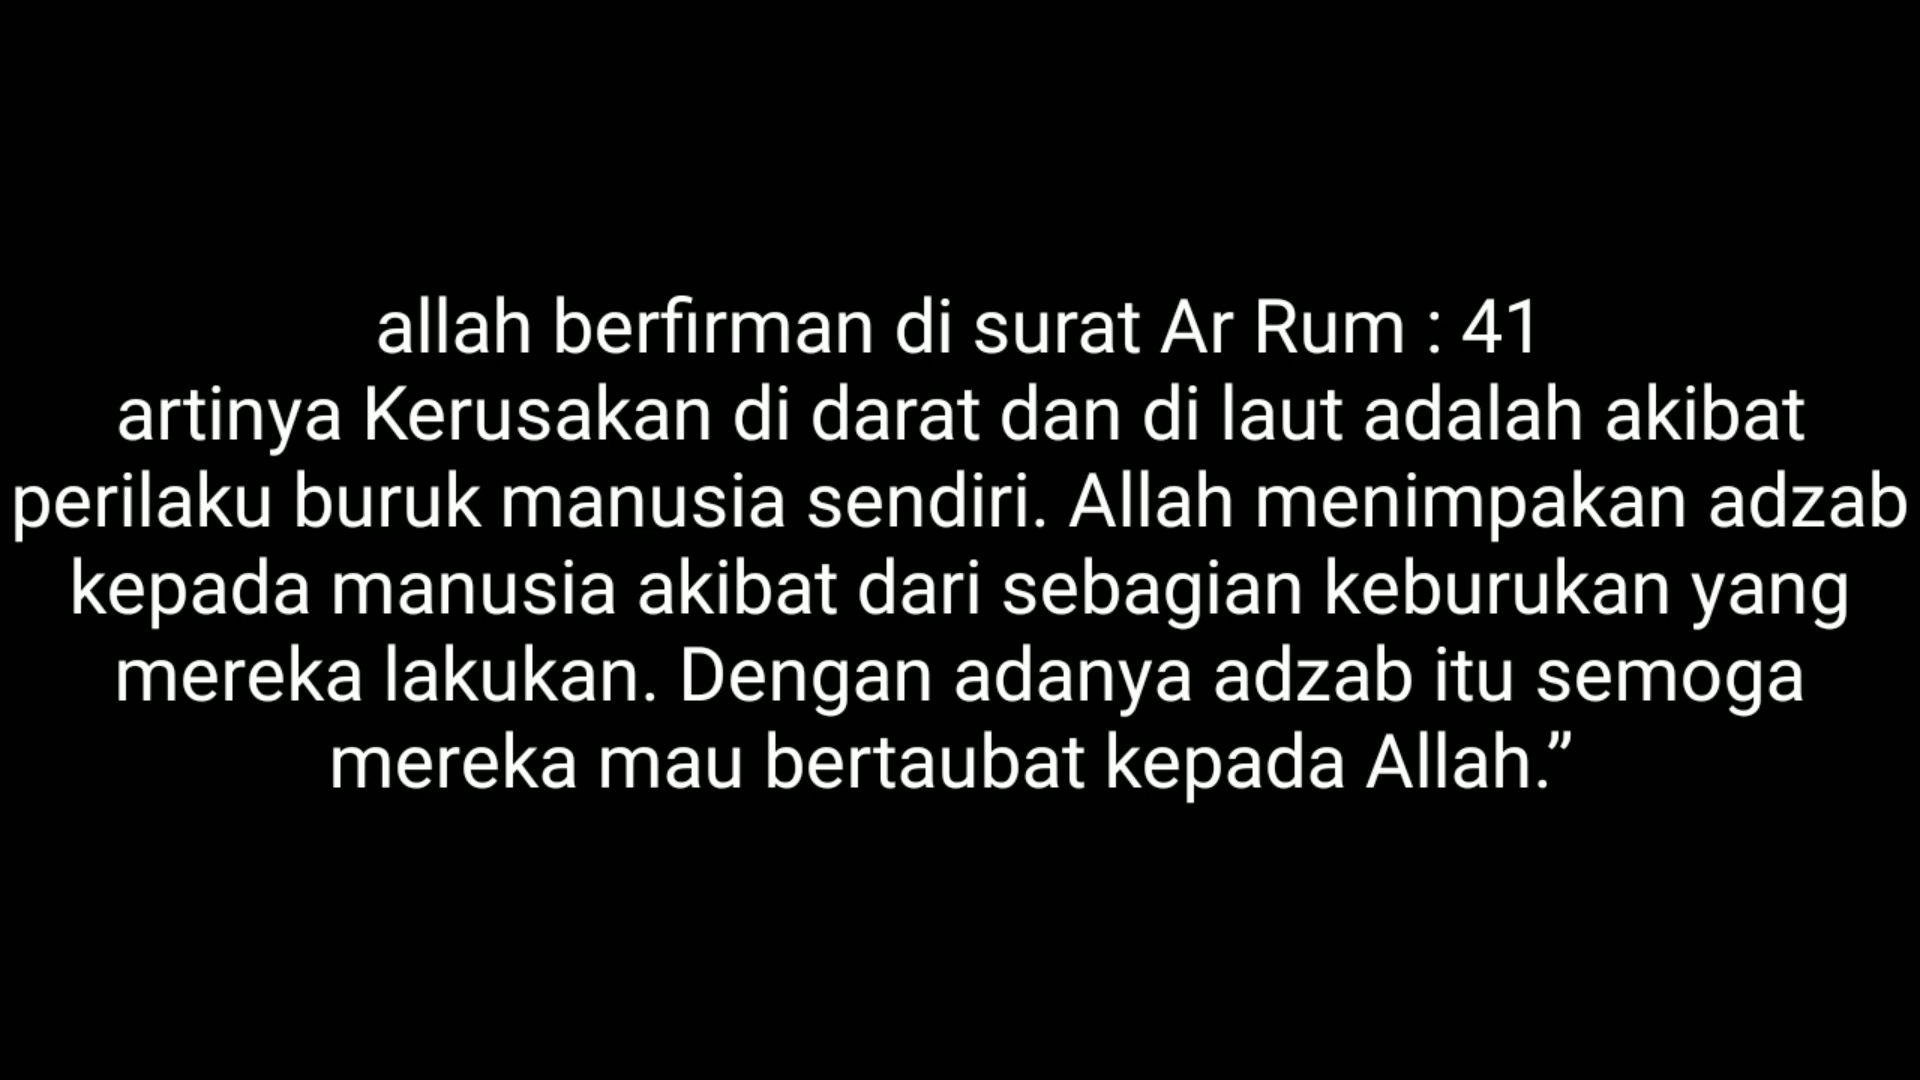 allah berfirman di surat Ar Rum : 41
artinya Kerusakan di darat dan di laut adalah akibat
perilaku buruk manusia sendiri. Allah menimpakan adzab
kepada manusia akibat dari sebagian keburukan yang
mereka lakukan. Dengan adanya adzab itu semoga
mereka mau bertaubat kepada Allah.”